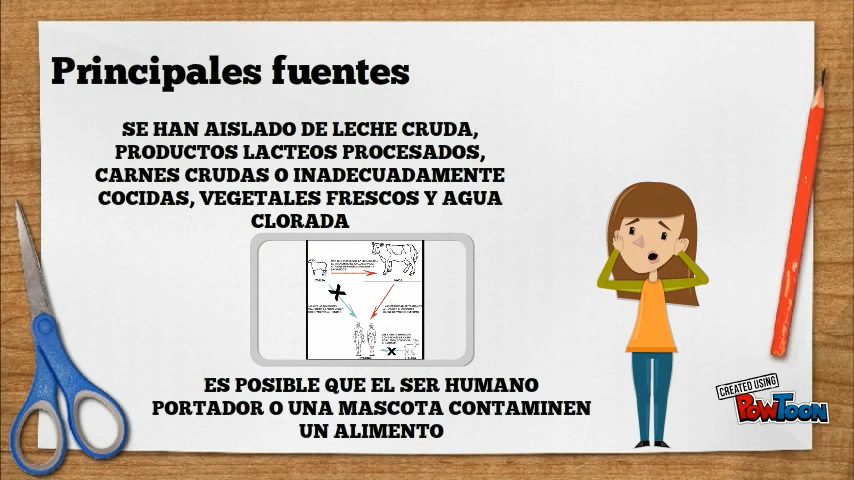 Principales fuentes
SE HAN AISLADO DE LECHE CRUDA,
PRODUCTOS LACTEOS PROCESADOS,
CARNES CRUDAS O INADECUADAMENTE
COCIDAS, VEGETALES FRESCOS Y AGUA
CLORADA
ES POSIBLE QUE EL SER HUMANO
PORTADOR O UNA MASCOTA CONTAMINEN
UN ALIMENTO
CREATED USING
POWTOON